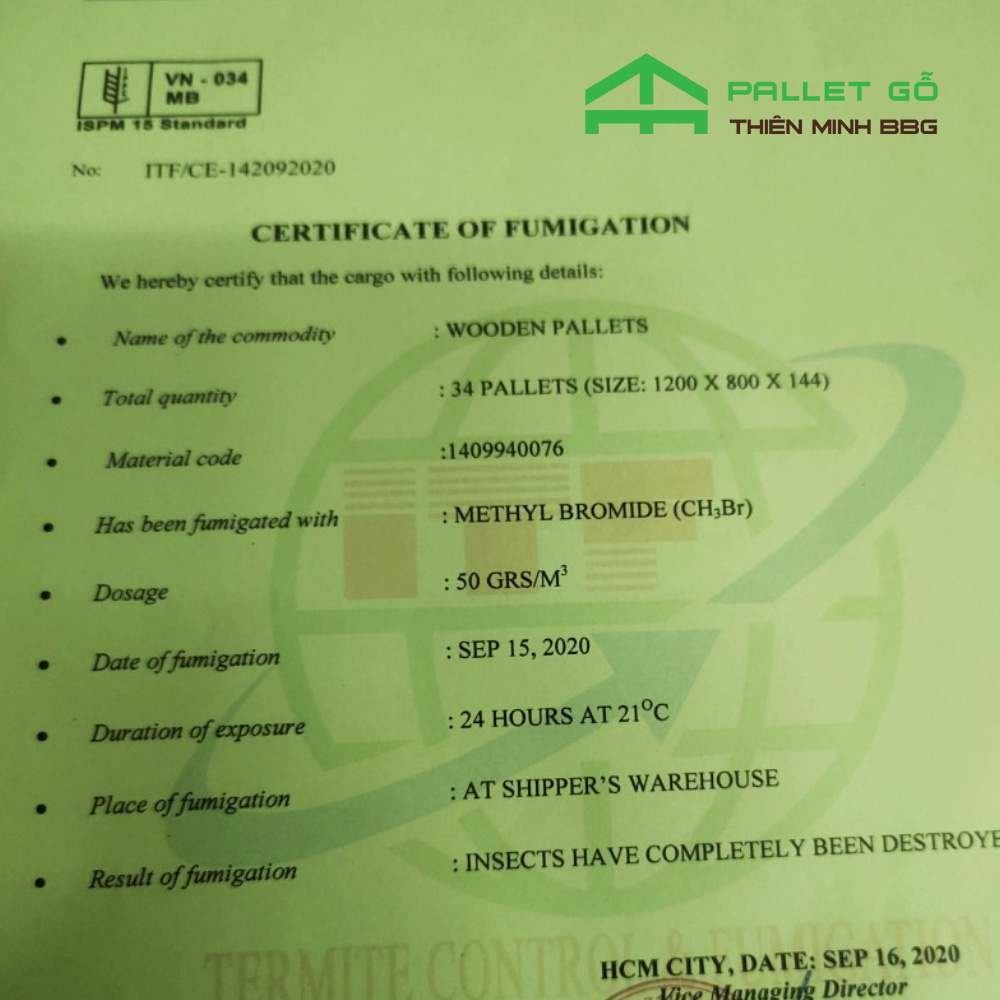 VN - 034
MB
ISPM 15 Standard
PALLET GỖ
THIÊN MINH BBG
No: ITF/CE-142092020
CERTIFICATE OF FUMIGATION
We hereby certify that the cargo with following details:
• Name of the commodity : WOODEN PALLETS
• Total quantity : 34 PALLETS (SIZE: 1200 X 800 X 144)
• Material code :1409940076
• Has been fumigated with : METHYL BROMIDE (CH₃Br)
• Dosage : 50 GRS/M³
• Date of fumigation : SEP 15, 2020
• Duration of exposure : 24 HOURS AT 21⁰C
• Place of fumigation : AT SHIPPER'S WAREHOUSE
• Result of fumigation : INSECTS HAVE COMPLETELY BEEN DESTROYE
ITF
TERMITE CONTROL & FUMIGATION
HCM CITY, DATE: SEP 16, 2020
Vice Managing Director